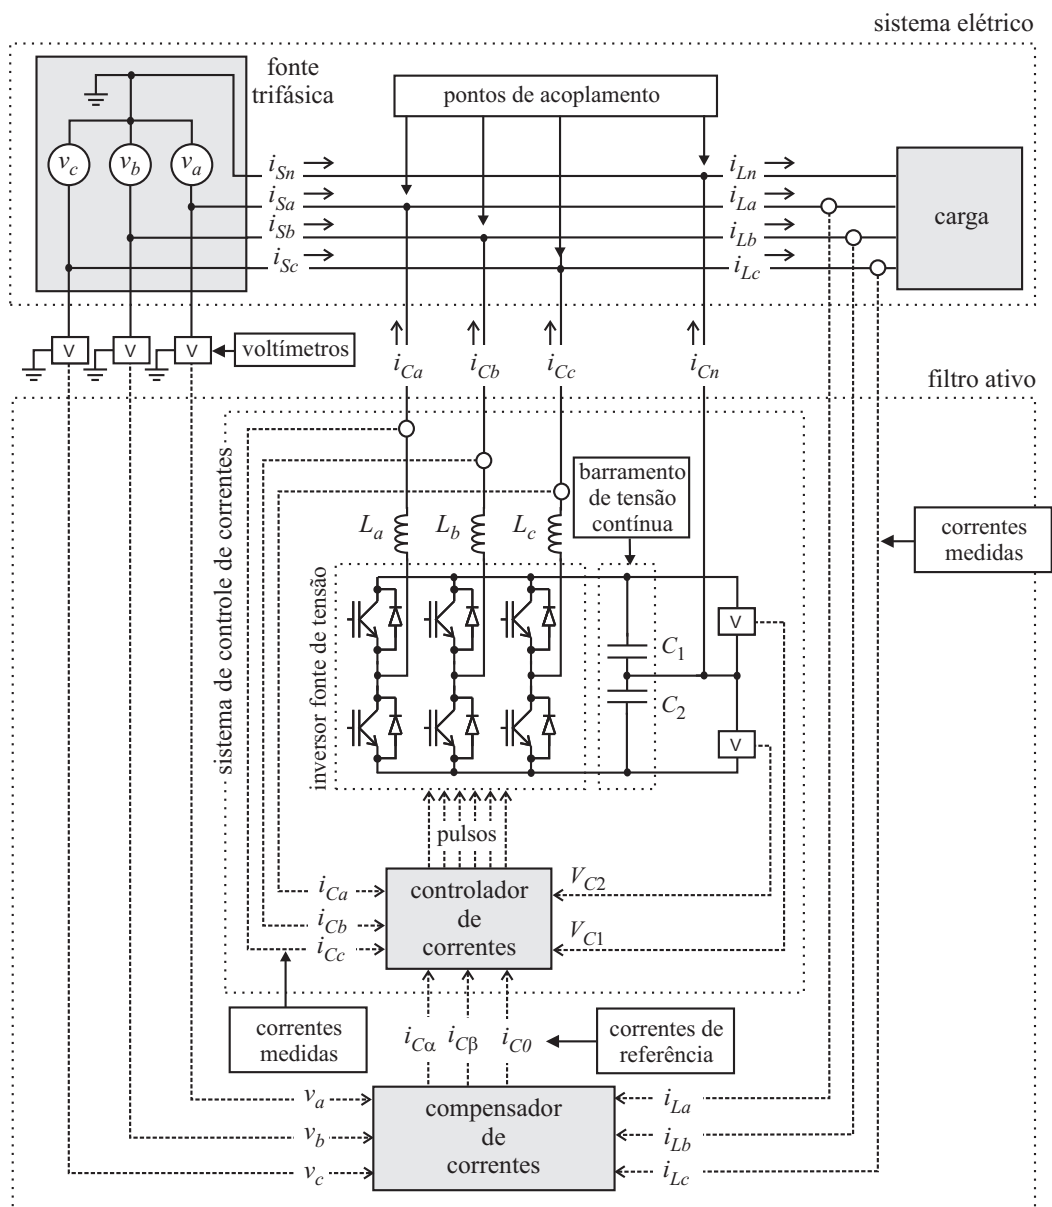 sistema elétrico
fonte
trifásica
pontos de acoplamento
v_c
v_b
v_a
i_Sn
i_Sa
i_Sb
i_Sc
i_Ln
i_La
i_Lb
i_Lc
carga
V
V
V
voltímetros
i_Ca
i_Cb
i_Cc
i_Cn
filtro ativo
sistema de controle de correntes
barramento
de tensão
contínua
L_a
L_b
L_c
correntes
medidas
inversor fonte de tensão
V
C_1
C_2
V
pulsos
i_Ca
i_Cb
i_Cc
controlador
de
correntes
V_C2
V_C1
correntes
medidas
i_Cα
i_Cβ
i_C0
correntes de
referência
v_a
v_b
v_c
compensador
de
correntes
i_La
i_Lb
i_Lc